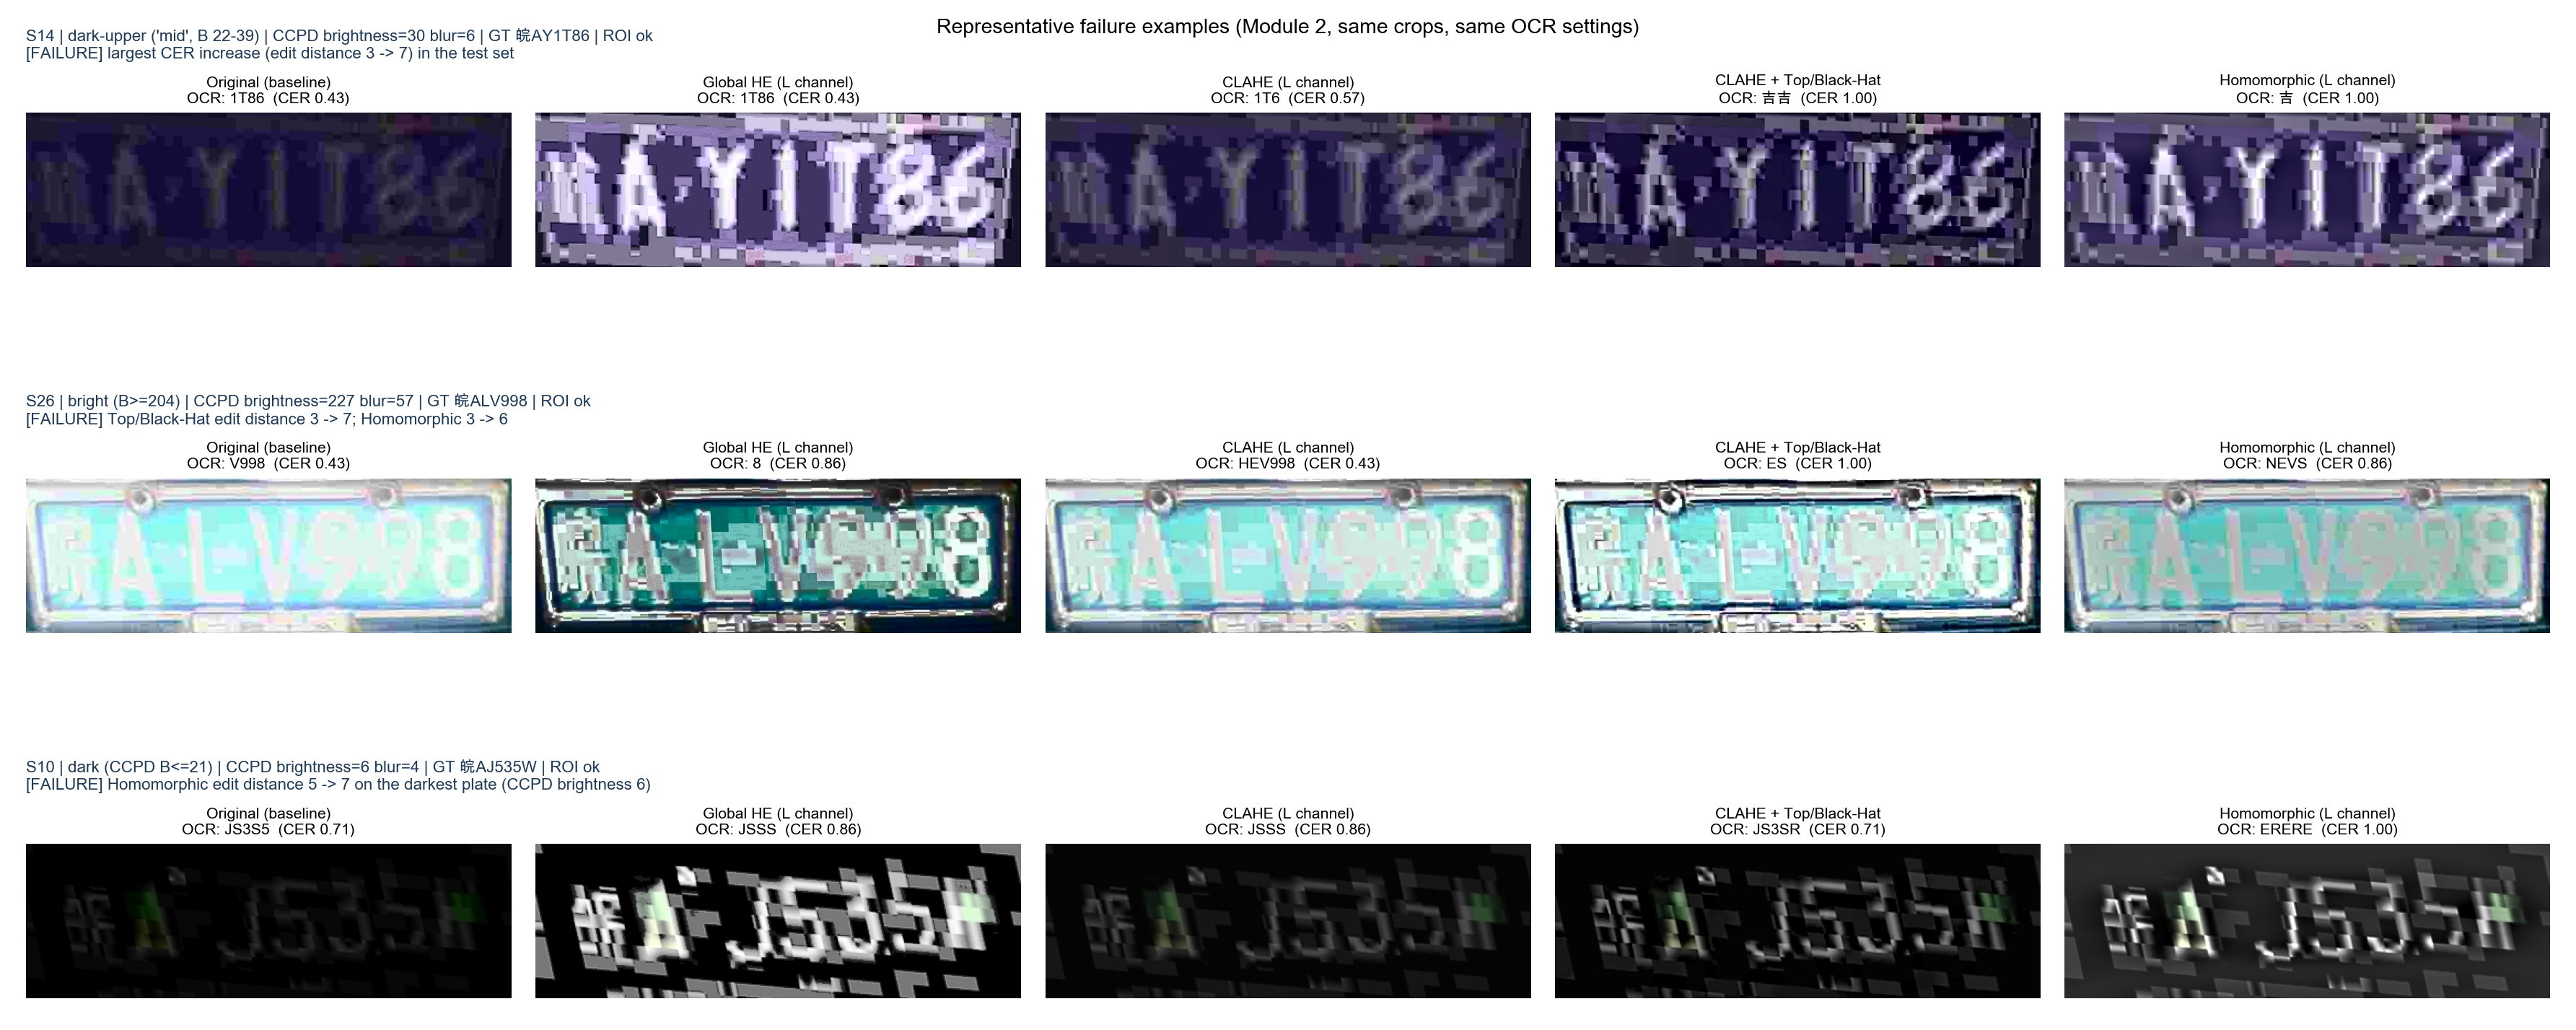 Representative failure examples (Module 2, same crops, same OCR settings)
S14 | dark-upper ('mid', B 22-39) | CCPD brightness=30 blur=6 | GT 皖AY1T86 | ROI ok
[FAILURE] largest CER increase (edit distance 3 -> 7) in the test set
Original (baseline)
OCR: 1T86 (CER 0.43)
Global HE (L channel)
OCR: 1T86 (CER 0.43)
CLAHE (L channel)
OCR: 1T6 (CER 0.57)
CLAHE + Top/Black-Hat
OCR: 吉吉 (CER 1.00)
Homomorphic (L channel)
OCR: 吉 (CER 1.00)
AY1T86
AY1T86
AY1T86
AY1T86
AY1T86
S26 | bright (B>=204) | CCPD brightness=227 blur=57 | GT 皖ALV998 | ROI ok
[FAILURE] Top/Black-Hat edit distance 3 -> 7; Homomorphic 3 -> 6
Original (baseline)
OCR: V998 (CER 0.43)
Global HE (L channel)
OCR: 8 (CER 0.86)
CLAHE (L channel)
OCR: HEV998 (CER 0.43)
CLAHE + Top/Black-Hat
OCR: ES (CER 1.00)
Homomorphic (L channel)
OCR: NEVS (CER 0.86)
ALV998
ALV998
ALV998
ALV998
ALV998
S10 | dark (CCPD B<=21) | CCPD brightness=6 blur=4 | GT 皖AJ535W | ROI ok
[FAILURE] Homomorphic edit distance 5 -> 7 on the darkest plate (CCPD brightness 6)
Original (baseline)
OCR: JS3S5 (CER 0.71)
Global HE (L channel)
OCR: JSSS (CER 0.86)
CLAHE (L channel)
OCR: JSSS (CER 0.86)
CLAHE + Top/Black-Hat
OCR: JS3SR (CER 0.71)
Homomorphic (L channel)
OCR: ERERE (CER 1.00)